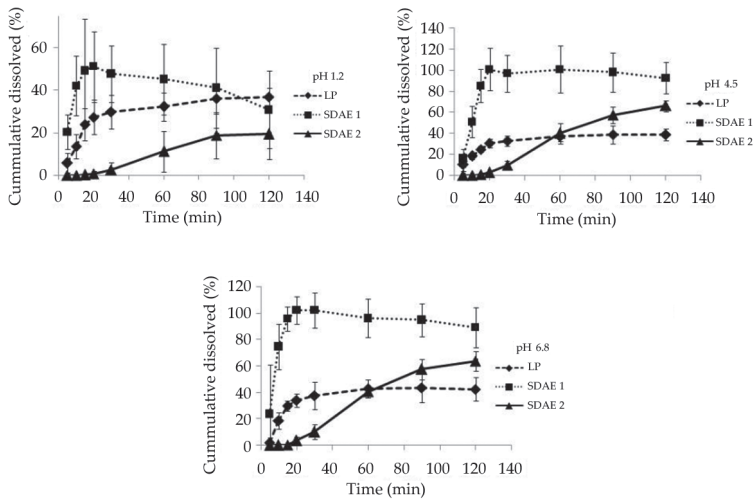 Cummulative dissolved (%)
60
40
20
0
0 20 40 60 80 100 120 140
Time (min)
pH 1.2
LP
SDAE 1
SDAE 2
Cummulative dissolved (%)
140
120
100
80
60
40
20
0
0 20 40 60 80 100 120 140
Time (min)
pH 4.5
LP
SDAE 1
SDAE 2
Cummulative dissolved (%)
120
100
80
60
40
20
0
0 20 40 60 80 100 120 140
Time (min)
pH 6.8
LP
SDAE 1
SDAE 2